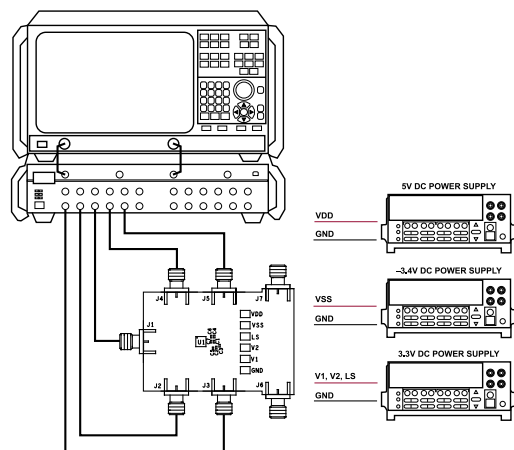 5V DC POWER SUPPLY
VDD
GND
–3.4V DC POWER SUPPLY
VSS
GND
3.3V DC POWER SUPPLY
V1, V2, LS
GND
J4
J5
J7
J1
U1
VDD
VSS
LS
V2
V1
GND
J2
J3
J6